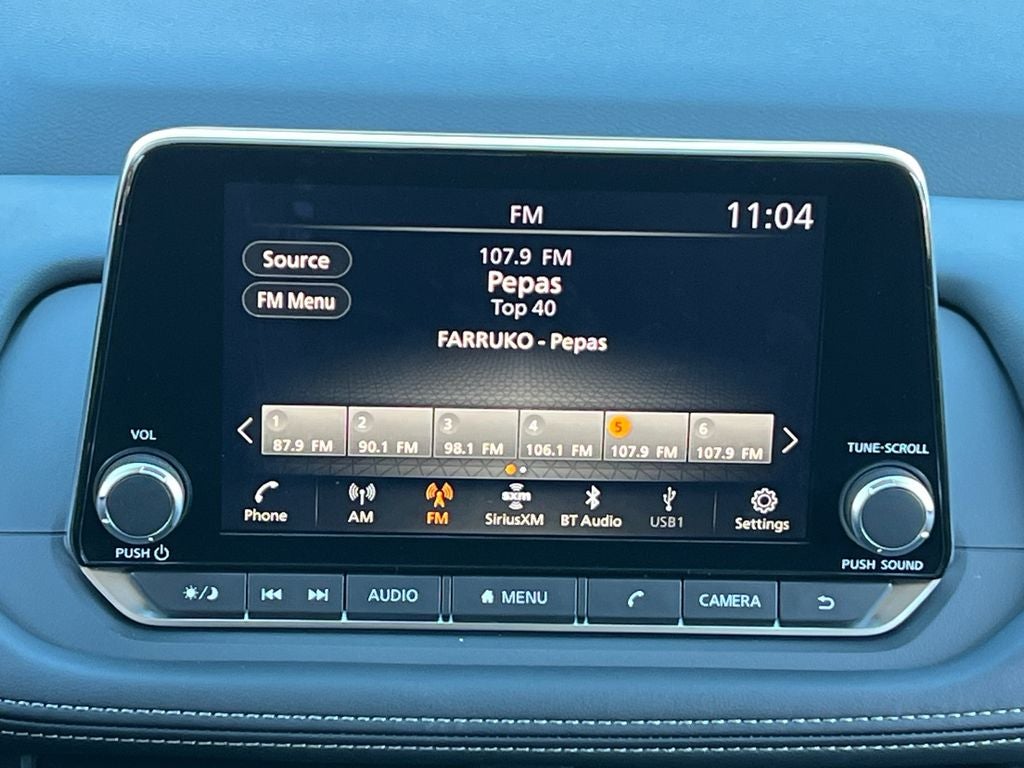 FM
11:04
Source
107.9 FM
Pepas
FM Menu
Top 40
FARRUKO - Pepas
1
2
3
4
5
6
87.9 FM
90.1 FM
98.1 FM
106.1 FM
107.9 FM
107.9 FM
VOL
TUNE·SCROLL
Phone
AM
FM
sxm
SiriusXM
BT Audio
USB1
Settings
PUSH
PUSH SOUND
AUDIO
MENU
CAMERA